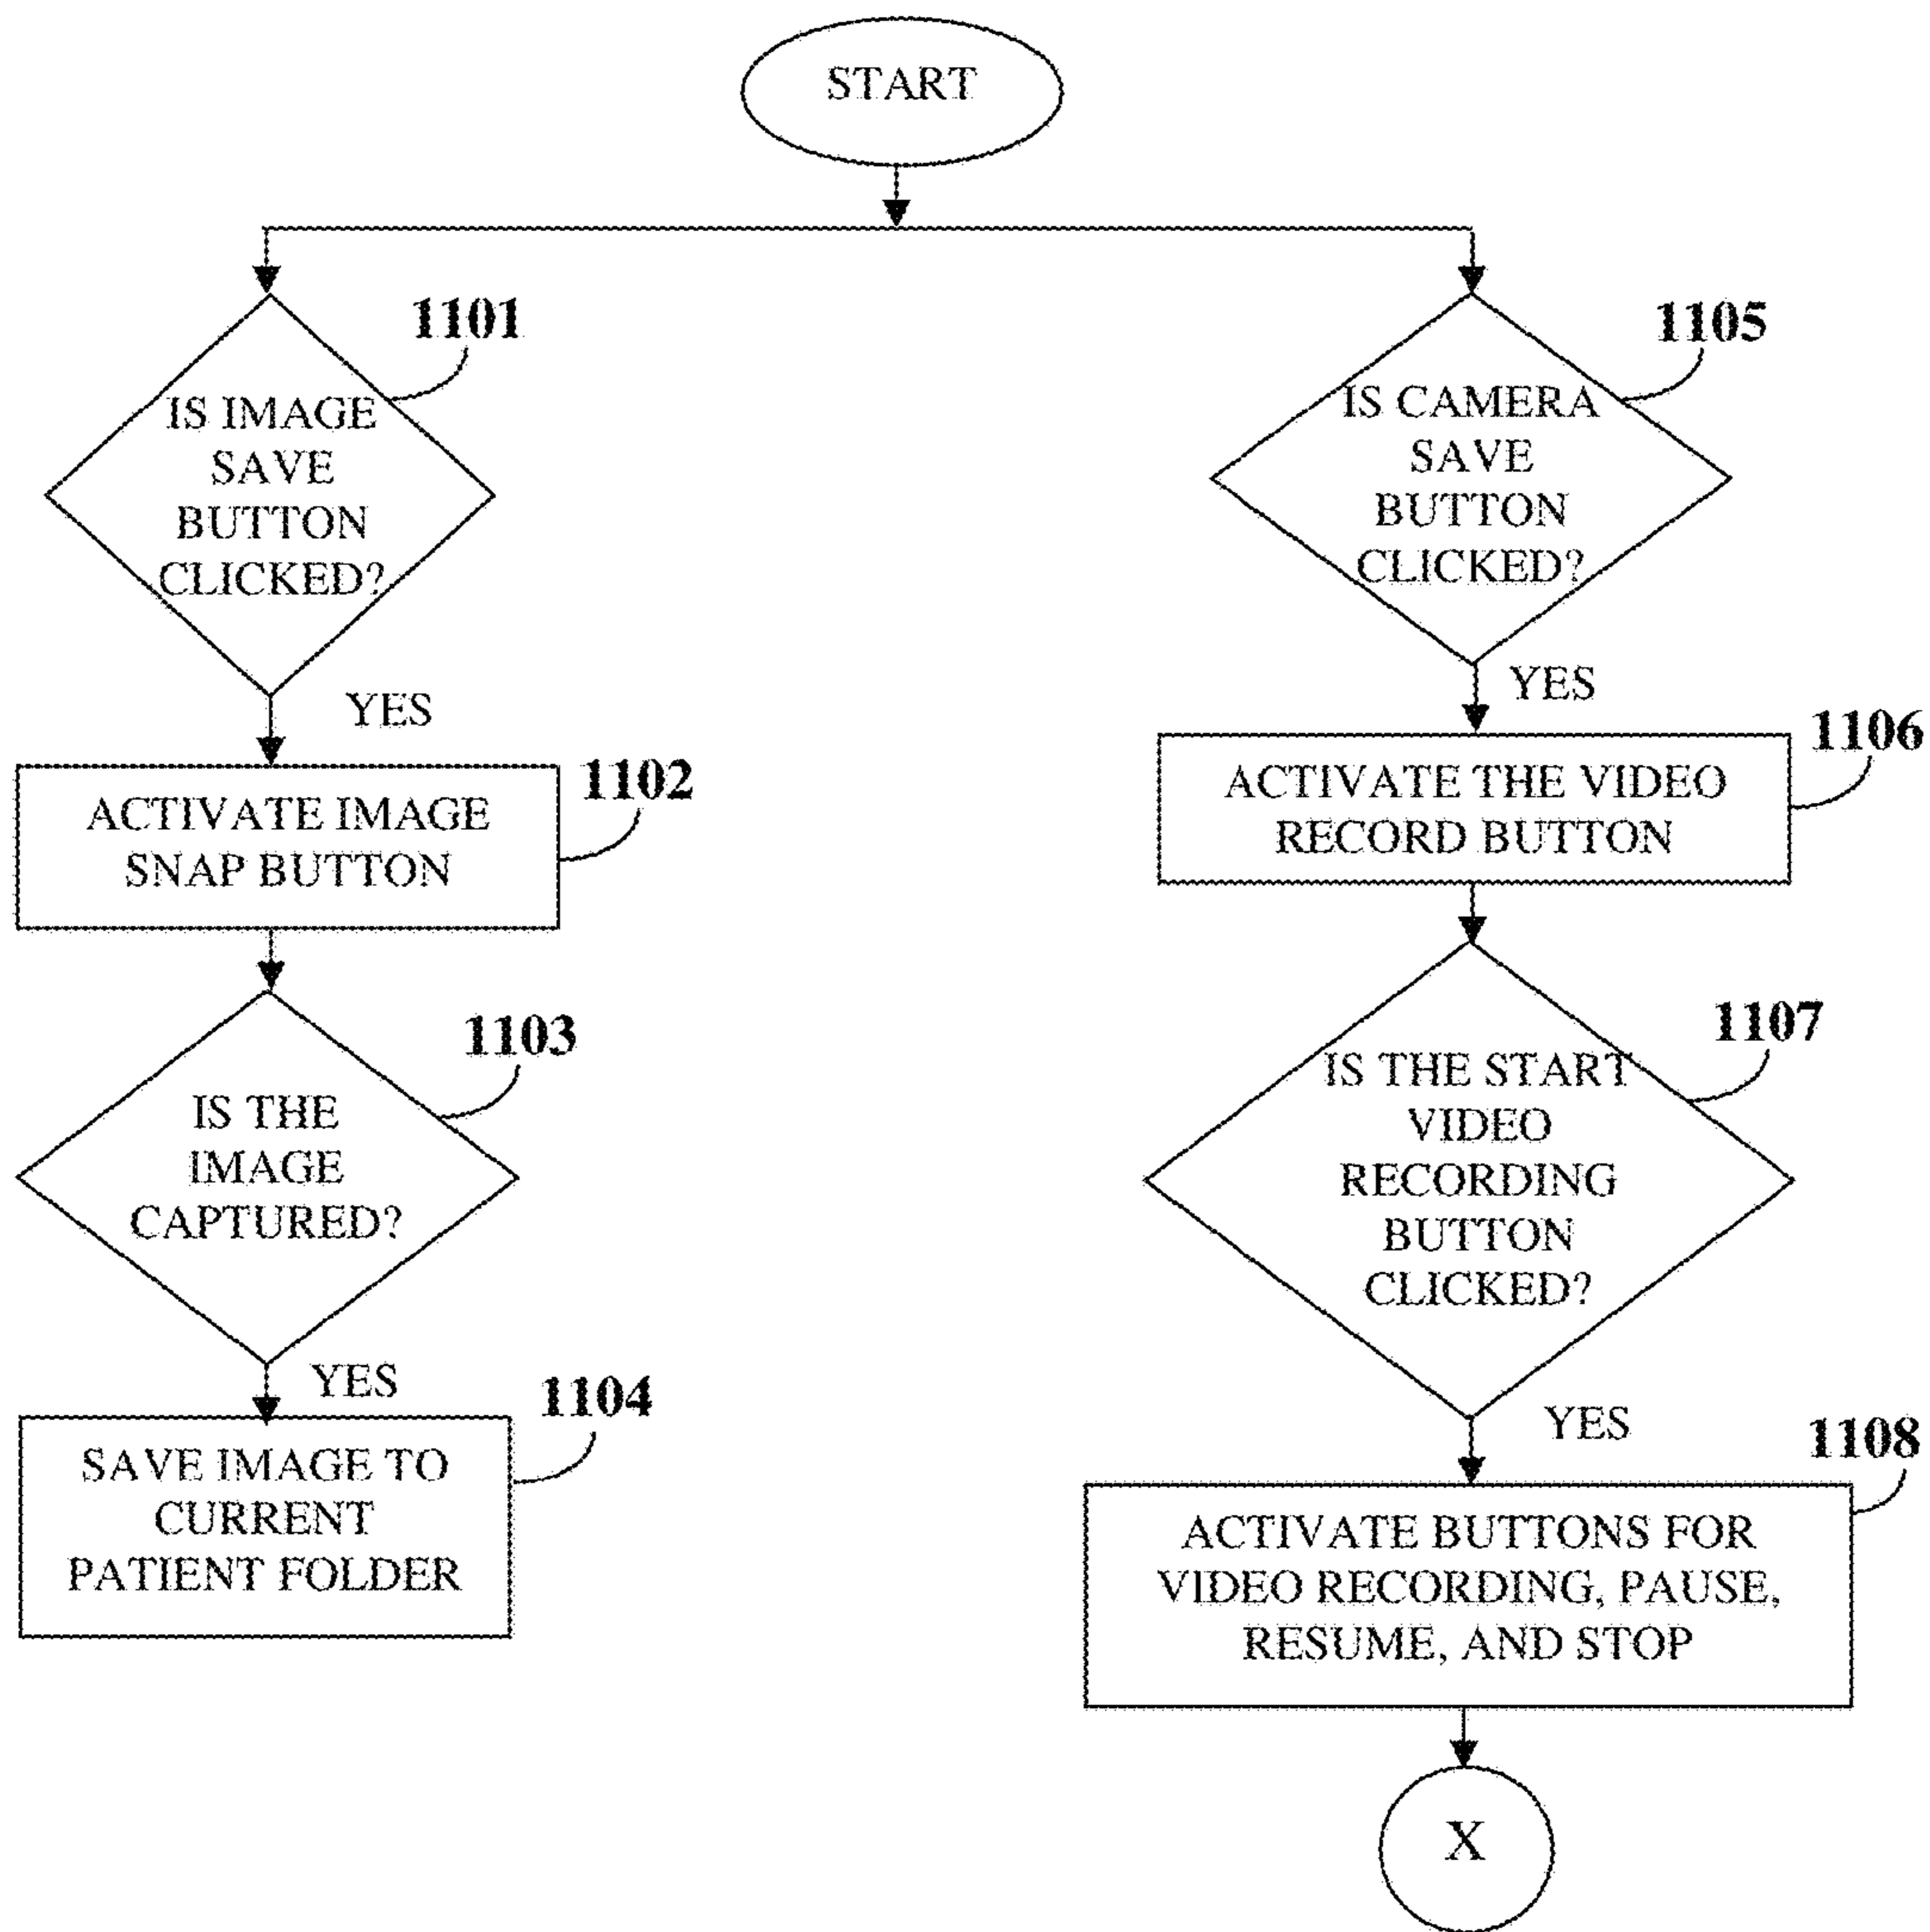 START
1101
IS IMAGE
SAVE
BUTTON
CLICKED?
YES
1102
ACTIVATE IMAGE
SNAP BUTTON
1103
IS THE
IMAGE
CAPTURED?
YES
1104
SAVE IMAGE TO
CURRENT
PATIENT FOLDER
1105
IS CAMERA
SAVE
BUTTON
CLICKED?
YES
1106
ACTIVATE THE VIDEO
RECORD BUTTON
1107
IS THE START
VIDEO
RECORDING
BUTTON
CLICKED?
YES
1108
ACTIVATE BUTTONS FOR
VIDEO RECORDING, PAUSE,
RESUME, AND STOP
X